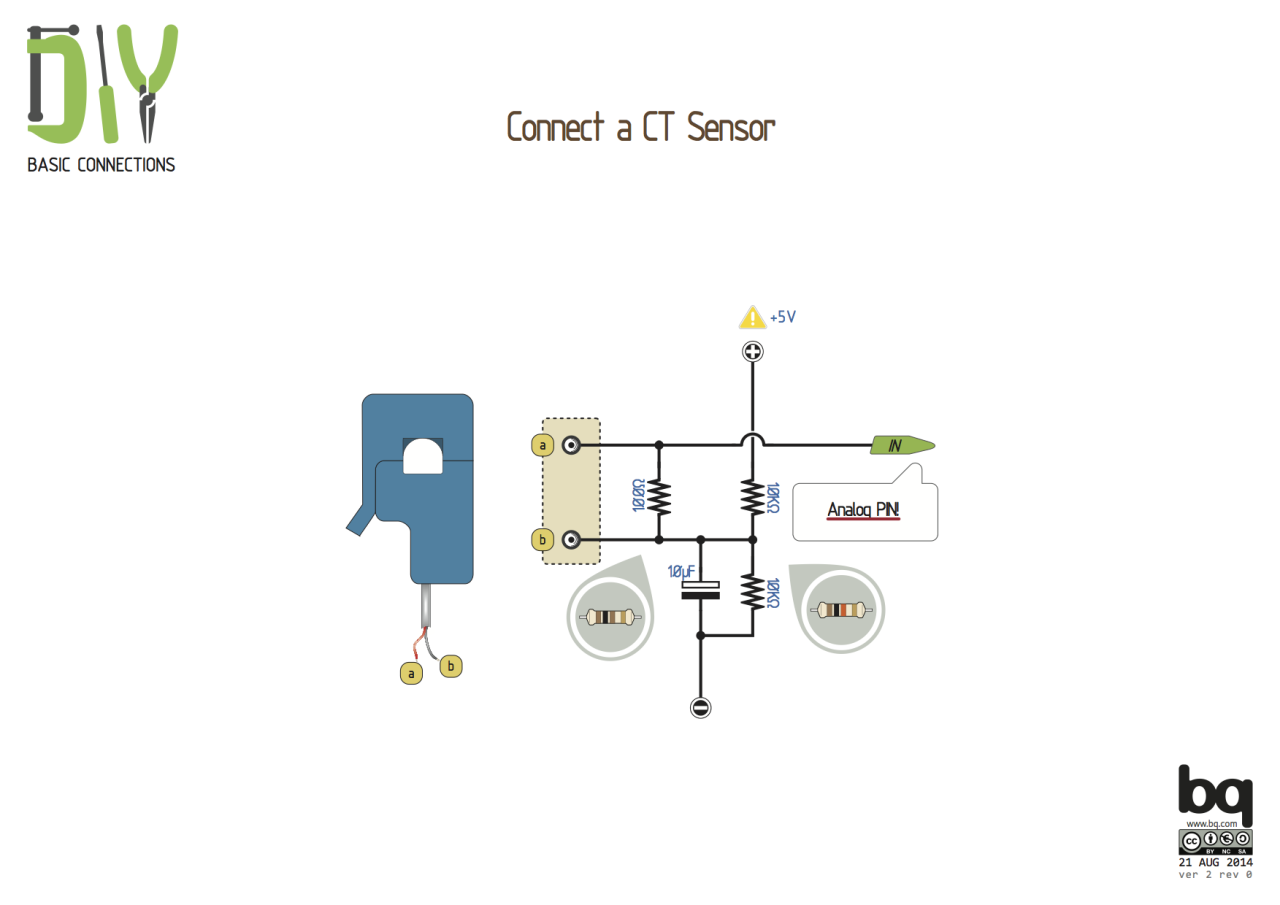 DIY
BASIC CONNECTIONS
Connect a CT Sensor
+5V
a
IN
100Ω
10KΩ
Analog PIN!
b
10µF
10KΩ
a
b
bq
www.bq.com
cc
BY NC SA
21 AUG 2014
ver 2 rev 0